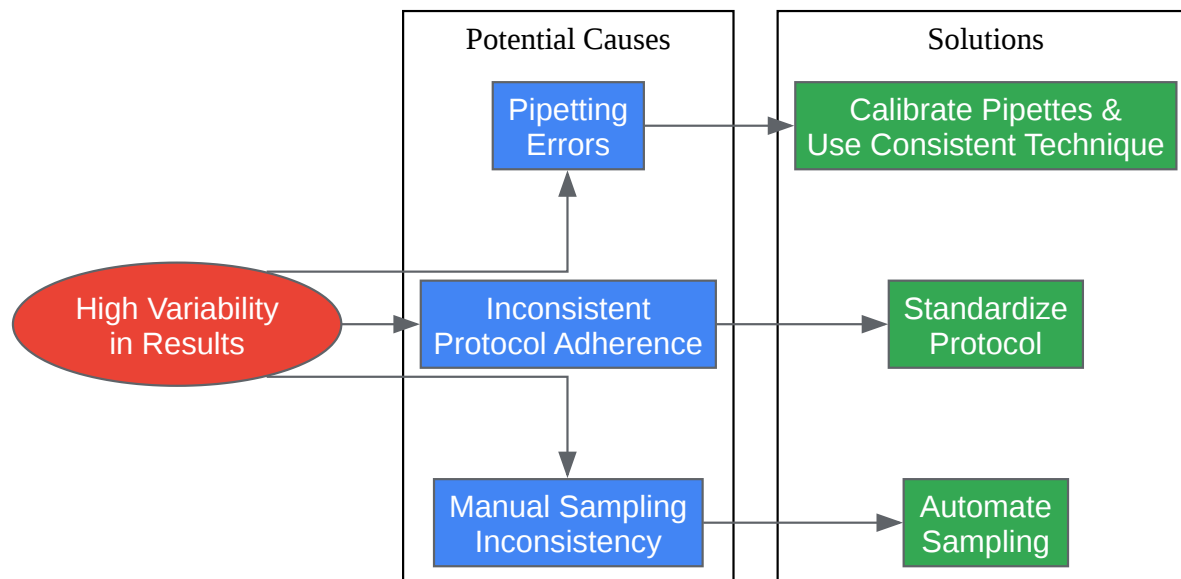 Potential Causes
Solutions
Pipetting
Errors
Calibrate Pipettes &
Use Consistent Technique
High Variability
in Results
Inconsistent
Protocol Adherence
Standardize
Protocol
Manual Sampling
Inconsistency
Automate
Sampling